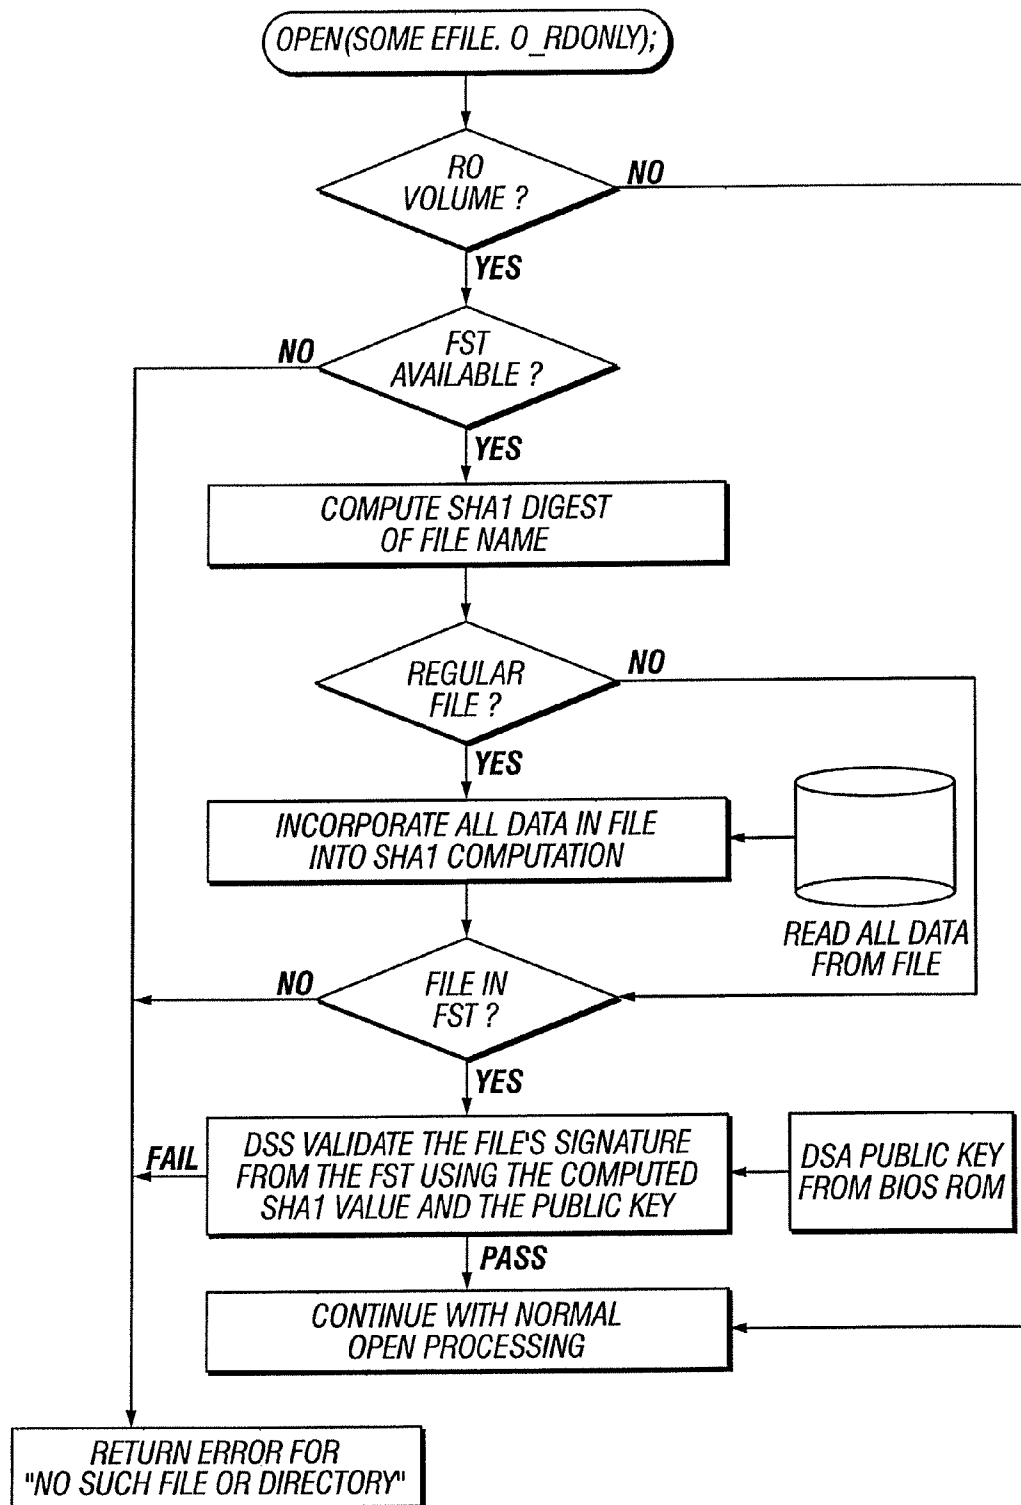 OPEN(SOME EFILE. O_RDONLY);
RO
VOLUME ?
NO
YES
FST
AVAILABLE ?
NO
YES
COMPUTE SHA1 DIGEST
OF FILE NAME
REGULAR
FILE ?
NO
YES
INCORPORATE ALL DATA IN FILE
INTO SHA1 COMPUTATION
READ ALL DATA
FROM FILE
FILE IN
FST ?
NO
YES
DSS VALIDATE THE FILE'S SIGNATURE
FROM THE FST USING THE COMPUTED
SHA1 VALUE AND THE PUBLIC KEY
FAIL
DSA PUBLIC KEY
FROM BIOS ROM
PASS
CONTINUE WITH NORMAL
OPEN PROCESSING
RETURN ERROR FOR
"NO SUCH FILE OR DIRECTORY"